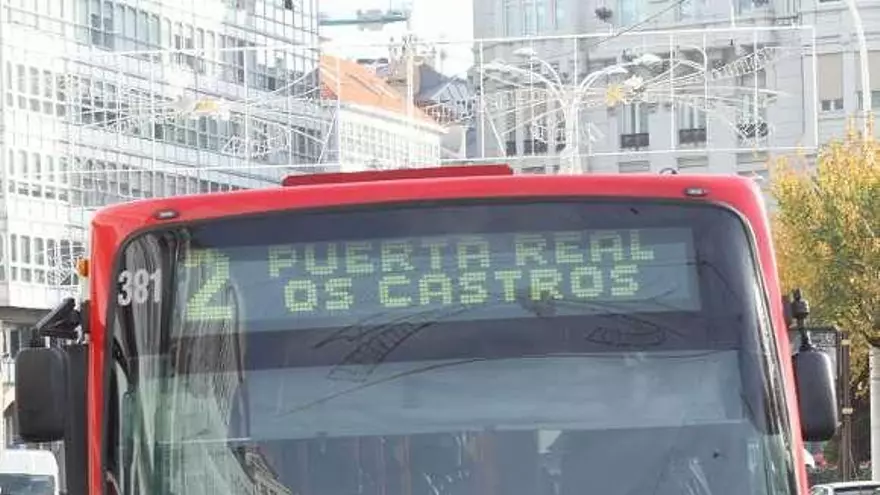 381
2
PUERTA REAL
OS CASTROS